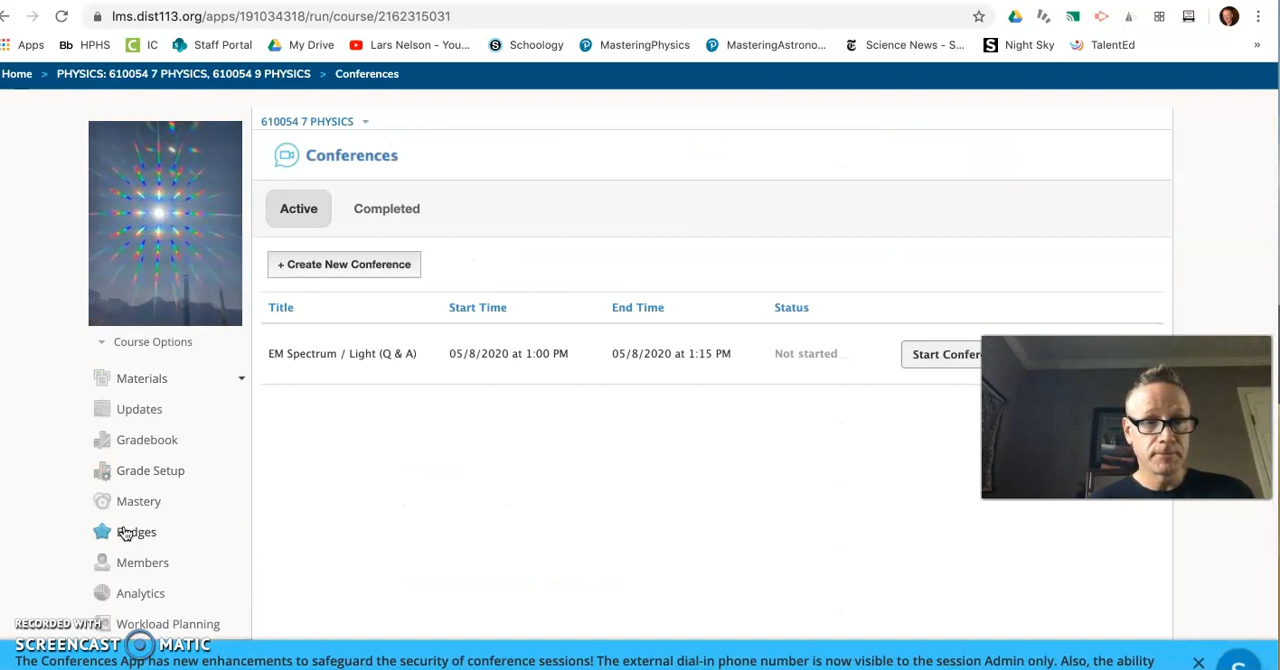 lms.dist113.org/apps/191034318/run/course/2162315031
Apps Bb HPHS IC Staff Portal My Drive Lars Nelson - You... Schoology MasteringPhysics MasteringAstrono... Science News - S... Night Sky TalentEd »
Home > PHYSICS: 610054 7 PHYSICS, 610054 9 PHYSICS > Conferences
610054 7 PHYSICS
Conferences
Active Completed
+ Create New Conference
Title Start Time End Time Status
EM Spectrum / Light (Q & A) 05/8/2020 at 1:00 PM 05/8/2020 at 1:15 PM Not started Start Confer
Course Options
Materials
Updates
Gradebook
Grade Setup
Mastery
Members
Analytics
Workload Planning
RECORDED WITH
SCREENCAST MATIC
The Conferences App has new enhancements to safeguard the security of conference sessions! The external dial-in phone number is now visible to the session Admin only. Also, the ability